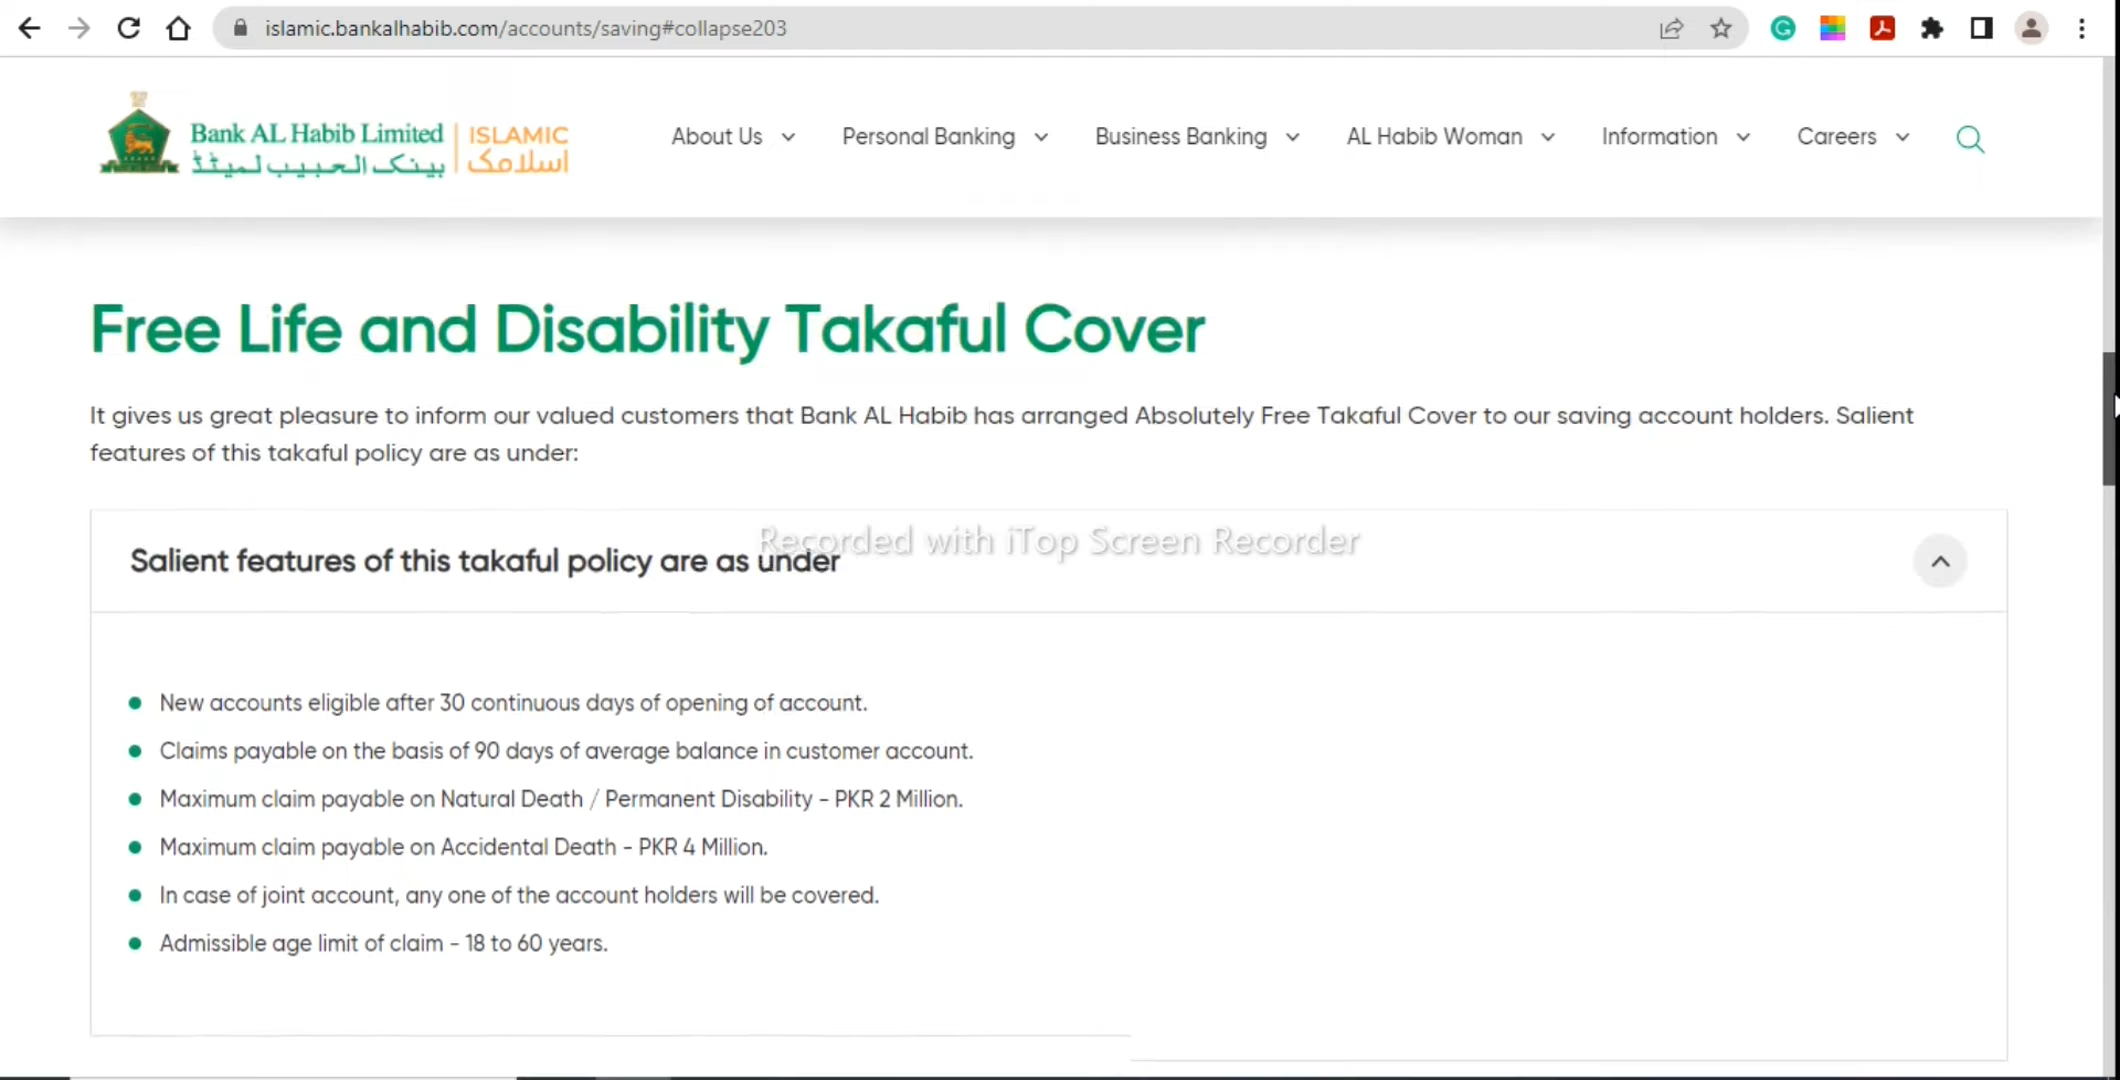 islamic.bankalhabib.com/accounts/saving#collapse203
Bank AL Habib Limited | ISLAMIC
بینک الحبیب لمیٹڈ | اسلامک
About Us Personal Banking Business Banking AL Habib Woman Information Careers
Free Life and Disability Takaful Cover
It gives us great pleasure to inform our valued customers that Bank AL Habib has arranged Absolutely Free Takaful Cover to our saving account holders. Salient
features of this takaful policy are as under:
Recorded with iTop Screen Recorder
Salient features of this takaful policy are as under
New accounts eligible after 30 continuous days of opening of account.
Claims payable on the basis of 90 days of average balance in customer account.
Maximum claim payable on Natural Death / Permanent Disability - PKR 2 Million.
Maximum claim payable on Accidental Death - PKR 4 Million.
In case of joint account, any one of the account holders will be covered.
Admissible age limit of claim - 18 to 60 years.